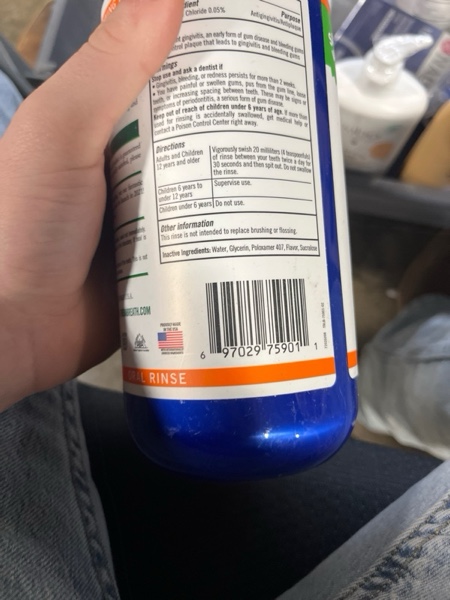 Chloride 0.05%
Purpose
Antigingivitis/Antiplaque
gingivitis, an early form of gum disease and bleeding gums
plaque that leads to gingivitis and bleeding gums
Stop use and ask a dentist if
• Gingivitis, bleeding, or redness persists for more than 2 weeks.
• You have painful or swollen gums, pus from the gum line, loose
teeth, or increasing spacing between teeth. These may be signs or
symptoms of periodontitis, a serious form of gum disease.
Keep out of reach of children under 6 years of age. If more than
used for rinsing is accidentally swallowed, get medical help or
contact a Poison Control Center right away.
Directions
Adults and Children
12 years and older
Vigorously swish 20 milliliters (4 teaspoonfuls)
of rinse between your teeth twice a day for
30 seconds and then spit out. Do not swallow
the rinse.
Children 6 years to
under 12 years
Supervise use.
Children under 6 years
Do not use.
Other information
This rinse is not intended to replace brushing or flossing.
Inactive Ingredients: Water, Glycerin, Poloxamer 407, Flavor, Sucralose
EATH.COM
PROUDLY MADE
IN THE USA
6 97029 75901 1
RINSE